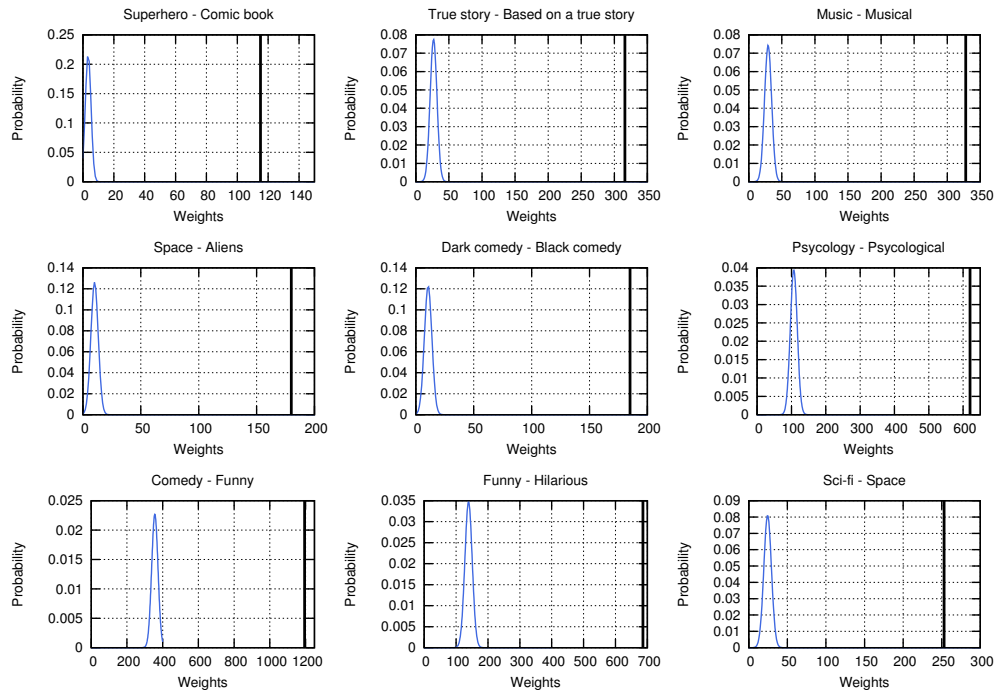 Superhero - Comic book
Probability
0.25
0.2
0.15
0.1
0.05
0
0 20 40 60 80 100 120 140
Weights
True story - Based on a true story
Probability
0.08
0.07
0.06
0.05
0.04
0.03
0.02
0.01
0
0 50 100 150 200 250 300 350
Weights
Music - Musical
Probability
0.08
0.07
0.06
0.05
0.04
0.03
0.02
0.01
0
0 50 100 150 200 250 300 350
Weights
Space - Aliens
Probability
0.14
0.12
0.1
0.08
0.06
0.04
0.02
0
0 50 100 150 200
Weights
Dark comedy - Black comedy
Probability
0.14
0.12
0.1
0.08
0.06
0.04
0.02
0
0 50 100 150 200
Weights
Psycology - Psycological
Probability
0.04
0.035
0.03
0.025
0.02
0.015
0.01
0.005
0
0 100 200 300 400 500 600
Weights
Comedy - Funny
Probability
0.025
0.02
0.015
0.01
0.005
0
0 200 400 600 800 1000 1200
Weights
Funny - Hilarious
Probability
0.035
0.03
0.025
0.02
0.015
0.01
0.005
0
0 100 200 300 400 500 600 700
Weights
Sci-fi - Space
Probability
0.09
0.08
0.07
0.06
0.05
0.04
0.03
0.02
0.01
0
0 50 100 150 200 250 300
Weights